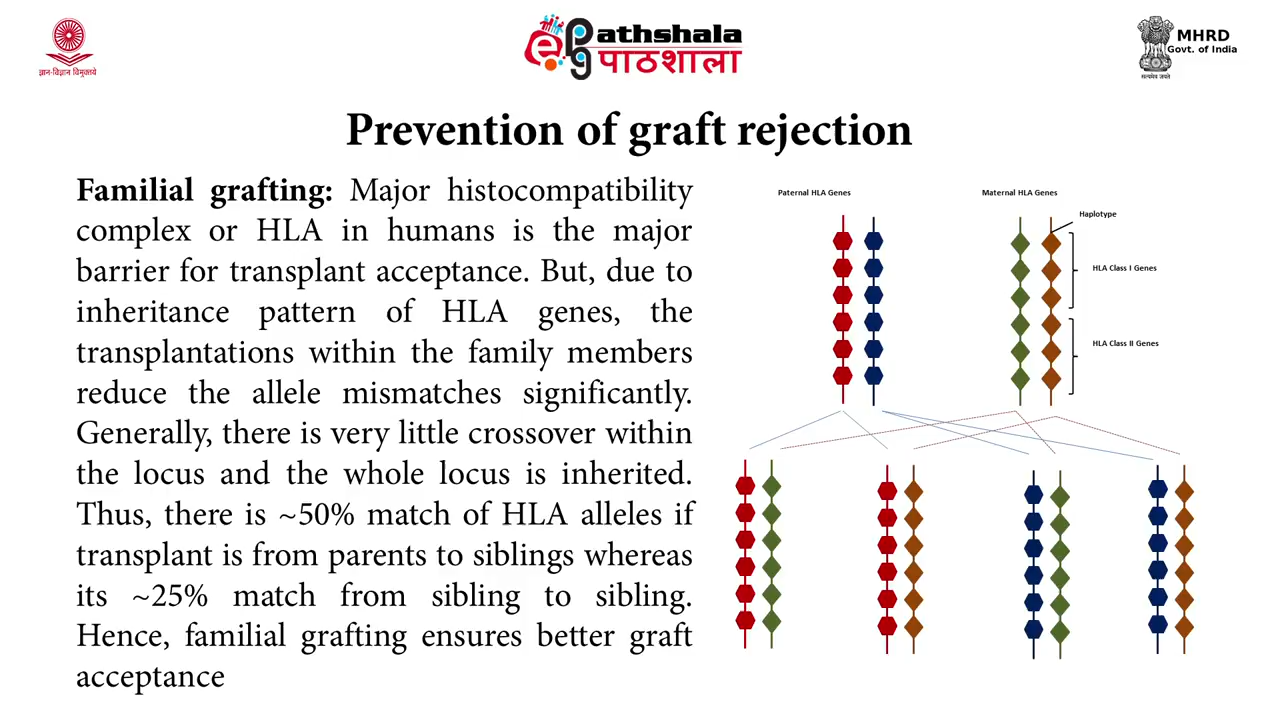 ज्ञान-विज्ञान विमुक्तये
athshala
पाठशाला
MHRD
Govt. of India
सत्यमेव जयते
Prevention of graft rejection
Familial grafting: Major histocompatibility
complex or HLA in humans is the major
barrier for transplant acceptance. But, due to
inheritance pattern of HLA genes, the
transplantations within the family members
reduce the allele mismatches significantly.
Generally, there is very little crossover within
the locus and the whole locus is inherited.
Thus, there is ~50% match of HLA alleles if
transplant is from parents to siblings whereas
its ~25% match from sibling to sibling.
Hence, familial grafting ensures better graft
acceptance
Paternal HLA Genes
Maternal HLA Genes
Haplotype
HLA Class I Genes
HLA Class II Genes